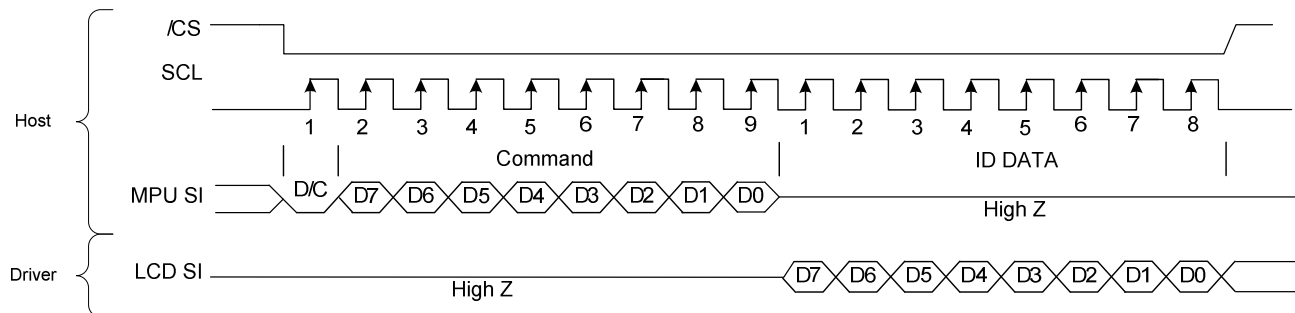 /CS
SCL
Host
1 2 3 4 5 6 7 8 9 1 2 3 4 5 6 7 8
Command ID DATA
MPU SI D/C D7 D6 D5 D4 D3 D2 D1 D0
High Z
Driver LCD SI D7 D6 D5 D4 D3 D2 D1 D0
High Z